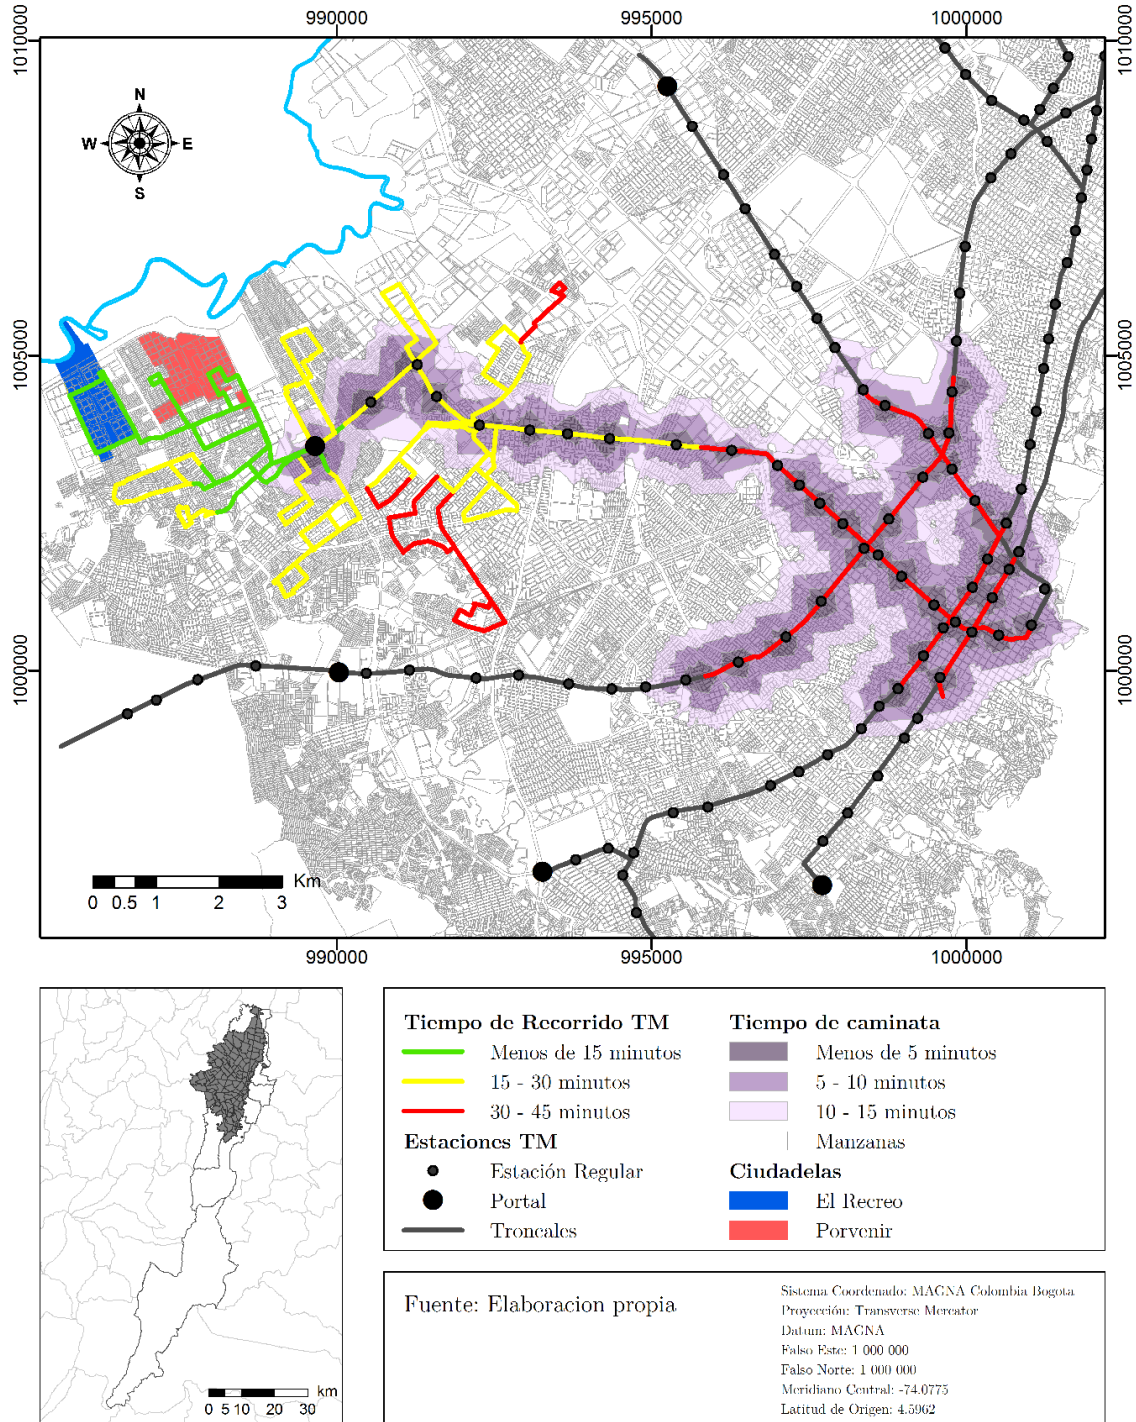 990000 995000 1000000
1010000 1010000
N
W E
S
1005000 1005000
1000000 1000000
Km
0 0.5 1 2 3
990000 995000 1000000
Tiempo de Recorrido TM
Menos de 15 minutos
15 - 30 minutos
30 - 45 minutos
Estaciones TM
Estación Regular
Portal
Troncales
Tiempo de caminata
Menos de 5 minutos
5 - 10 minutos
10 - 15 minutos
Manzanas
Ciudadelas
El Recreo
Porvenir
km
0 5 10 20 30
Fuente: Elaboracion propia
Sistema Coordenado: MAGNA Colombia Bogota
Proyección: Transverse Mercator
Datum: MAGNA
Falso Este: 1 000 000
Falso Norte: 1 000 000
Meridiano Central: -74.0775
Latitud de Origen: 4.5962